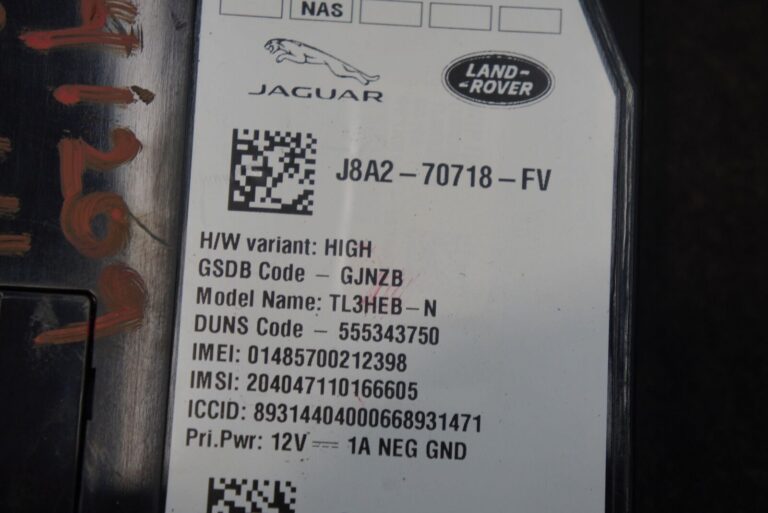 NAS
JAGUAR
LAND-
-ROVER
J8A2-70718-FV
H/W variant: HIGH
GSDB Code - GJNZB
Model Name: TL3HEB-N
DUNS Code - 555343750
IMEI: 01485700212398
IMSI: 204047110166605
ICCID: 89314404000668931471
Pri.Pwr: 12V ⎓ 1A NEG GND